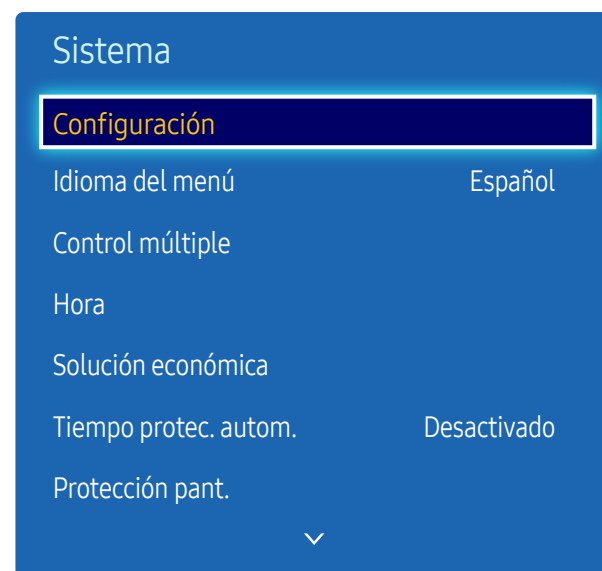 Sistema
Configuración
Idioma del menú Español
Control múltiple
Hora
Solución económica
Tiempo protec. autom. Desactivado
Protección pant.